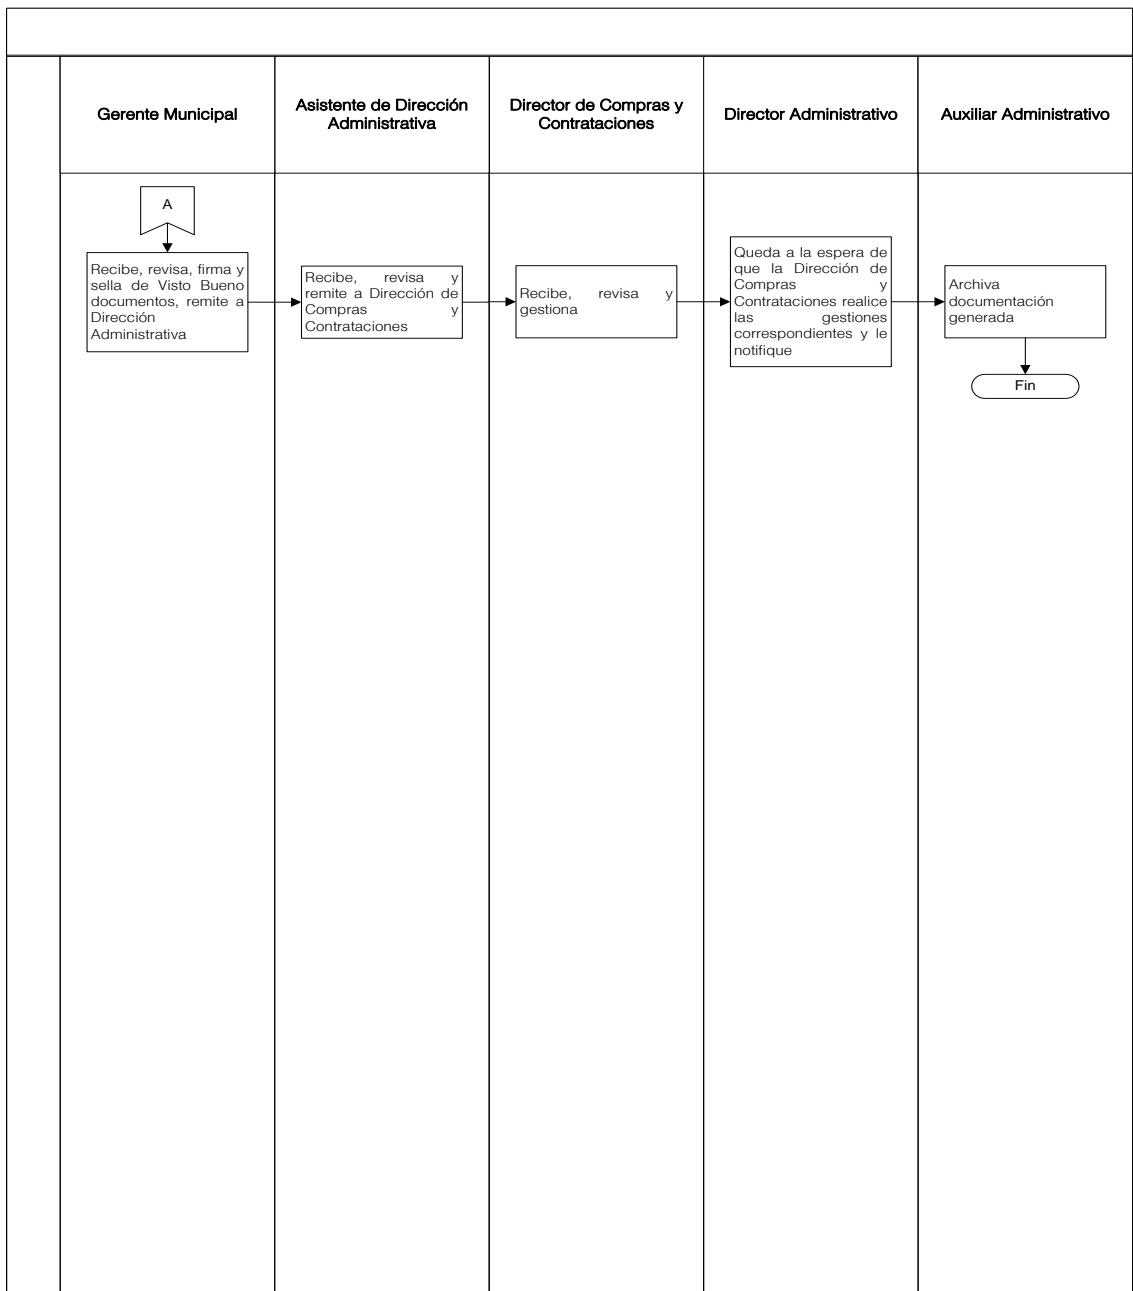 Gerente Municipal
Asistente de Dirección
Administrativa
Director de Compras y
Contrataciones
Director Administrativo
Auxiliar Administrativo
A
Recibe, revisa, firma y
sella de Visto Bueno
documentos, remite a
Dirección
Administrativa
Recibe, revisa y
remite a Dirección de
Compras y
Contrataciones
Recibe, revisa y
gestiona
Queda a la espera de
que la Dirección de
Compras y
Contrataciones realice
las gestiones
correspondientes y le
notifique
Archiva
documentación
generada
Fin